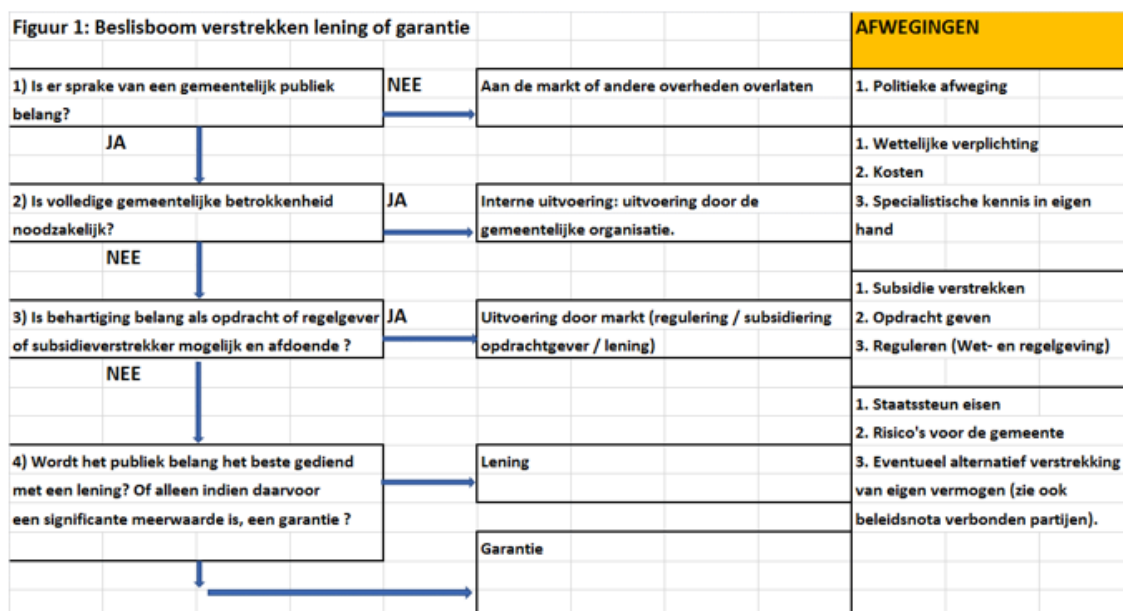 Figuur 1: Beslisboom verstrekken lening of garantie
AFWEGINGEN
1) Is er sprake van een gemeentelijk publiek
belang?
NEE
Aan de markt of andere overheden overlaten
1. Politieke afweging
JA
1. Wettelijke verplichting
2. Kosten
3. Specialistische kennis in eigen
hand
2) Is volledige gemeentelijke betrokkenheid
noodzakelijk?
JA
Interne uitvoering: uitvoering door de
gemeentelijke organisatie.
NEE
1. Subsidie verstrekken
2. Opdracht geven
3. Reguleren (Wet- en regelgeving)
3) Is behartiging belang als opdracht of regelgever
of subsidieverstrekker mogelijk en afdoende ?
JA
Uitvoering door markt (regulering / subsidiering
opdrachtgever / lening)
NEE
1. Staatssteun eisen
2. Risico's voor de gemeente
3. Eventueel alternatief verstrekking
van eigen vermogen (zie ook
beleidsnota verbonden partijen).
4) Wordt het publiek belang het beste gediend
met een lening? Of alleen indien daarvoor
een significante meerwaarde is, een garantie ?
Lening
Garantie